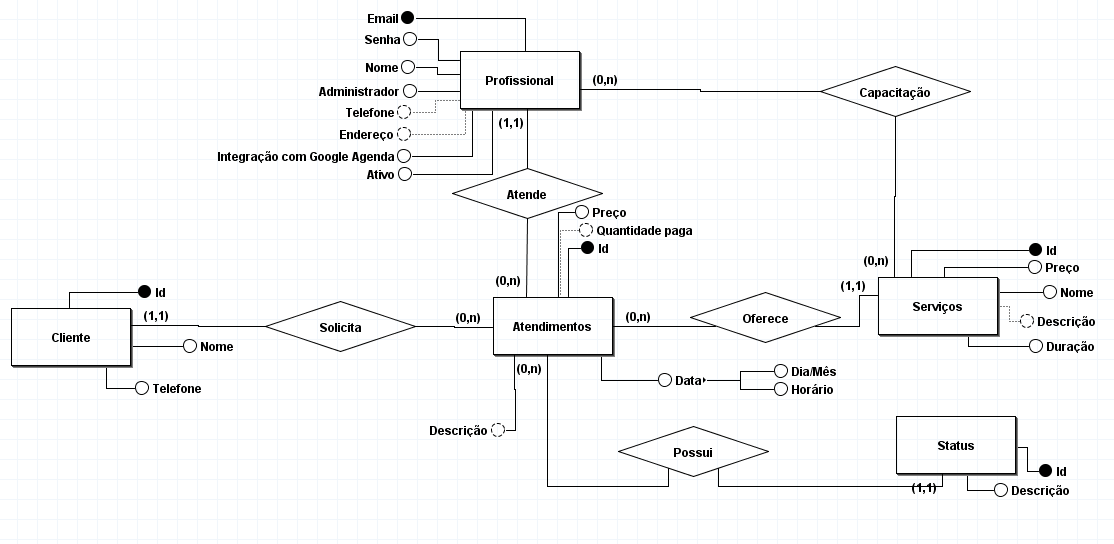 Email
Senha
Nome
Administrador
Telefone
Endereço
Integração com Google Agenda
Ativo
Profissional
(0,n)
Capacitação
(1,1)
Atende
Preço
Quantidade paga
Id
(0,n)
(0,n)
Id
Preço
Nome
Descrição
Duração
Serviços
(1,1)
Id
(1,1)
Cliente
Nome
Telefone
Solicita
(0,n)
Atendimentos
(0,n)
Oferece
(0,n)
Data
Dia/Mês
Horário
Descrição
Possui
Status
(1,1)
Id
Descrição